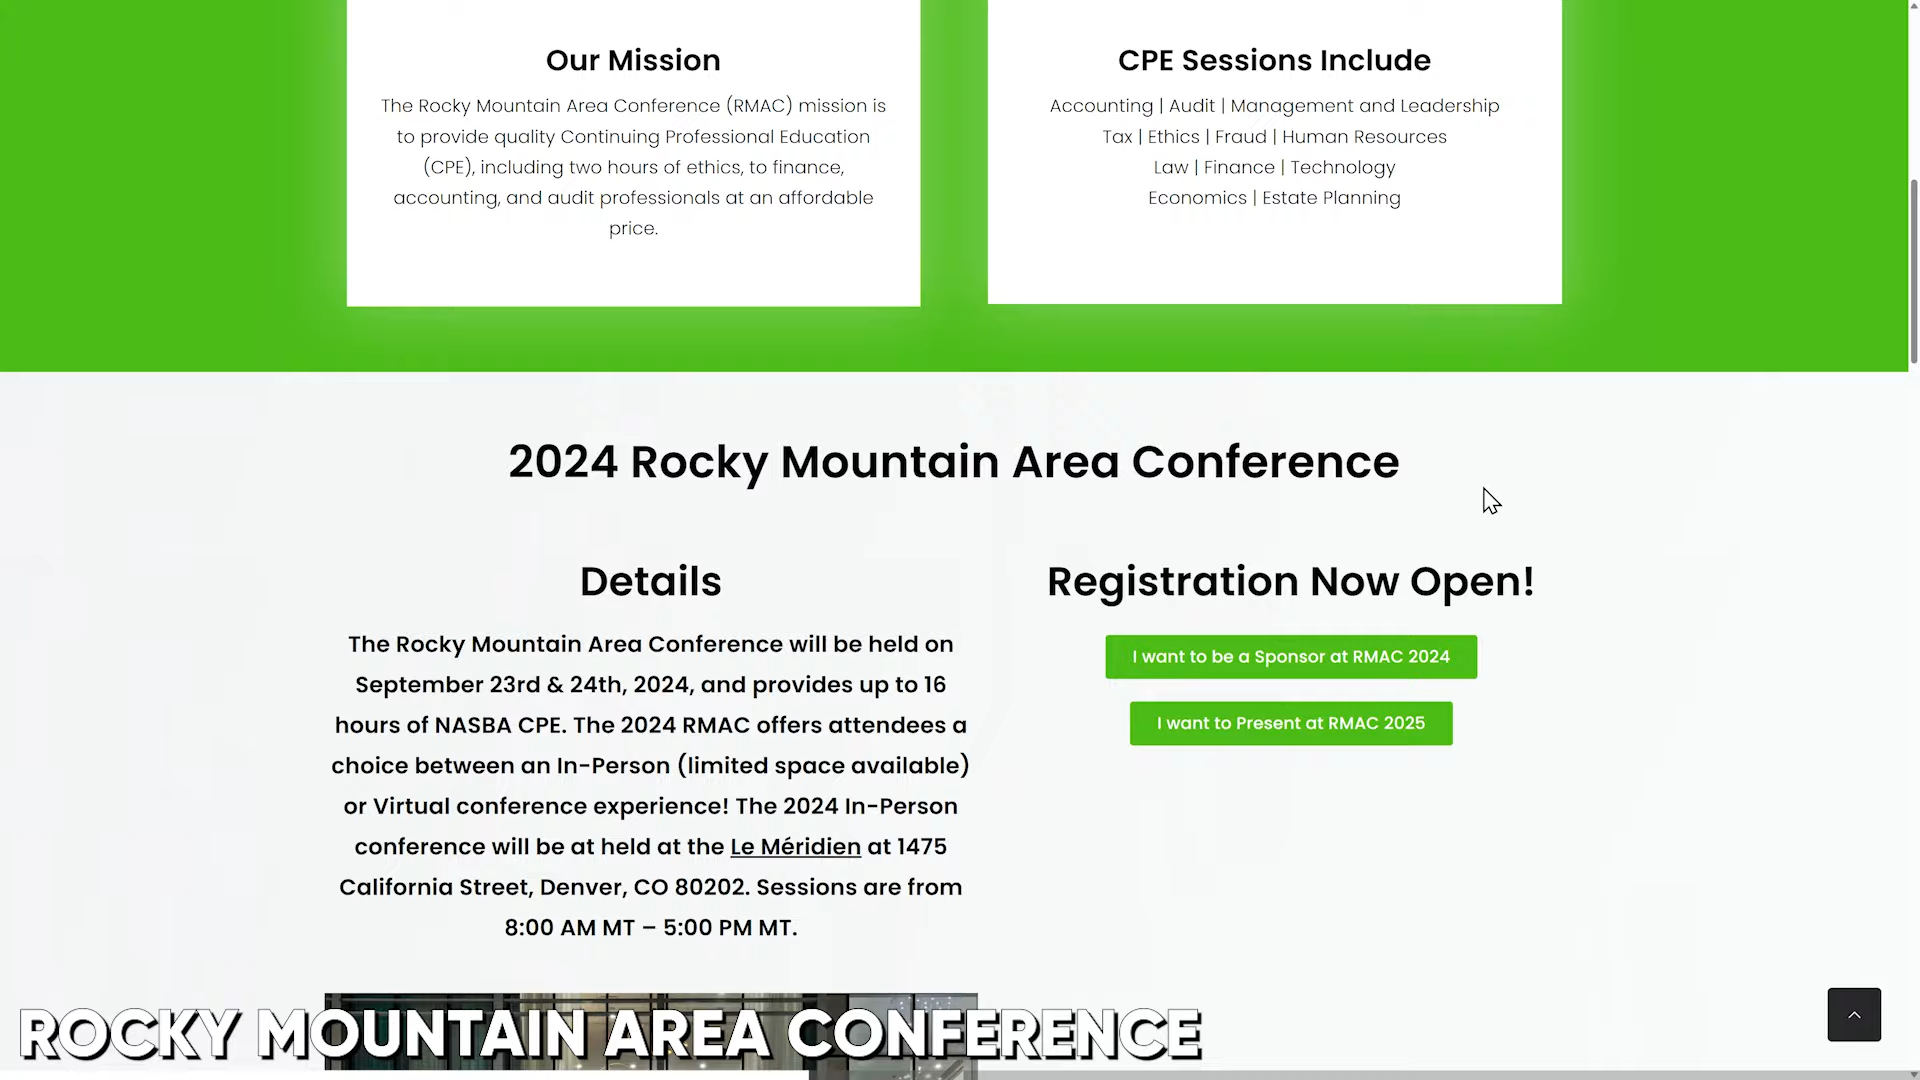 Our Mission
The Rocky Mountain Area Conference (RMAC) mission is
to provide quality Continuing Professional Education
(CPE), including two hours of ethics, to finance,
accounting, and audit professionals at an affordable
price.
CPE Sessions Include
Accounting | Audit | Management and Leadership
Tax | Ethics | Fraud | Human Resources
Law | Finance | Technology
Economics | Estate Planning
2024 Rocky Mountain Area Conference
Details
The Rocky Mountain Area Conference will be held on
September 23rd & 24th, 2024, and provides up to 16
hours of NASBA CPE. The 2024 RMAC offers attendees a
choice between an In-Person (limited space available)
or Virtual conference experience! The 2024 In-Person
conference will be at held at the Le Méridien at 1475
California Street, Denver, CO 80202. Sessions are from
8:00 AM MT – 5:00 PM MT.
Registration Now Open!
I want to be a Sponsor at RMAC 2024
I want to Present at RMAC 2025
ROCKY MOUNTAIN AREA CONFERENCE